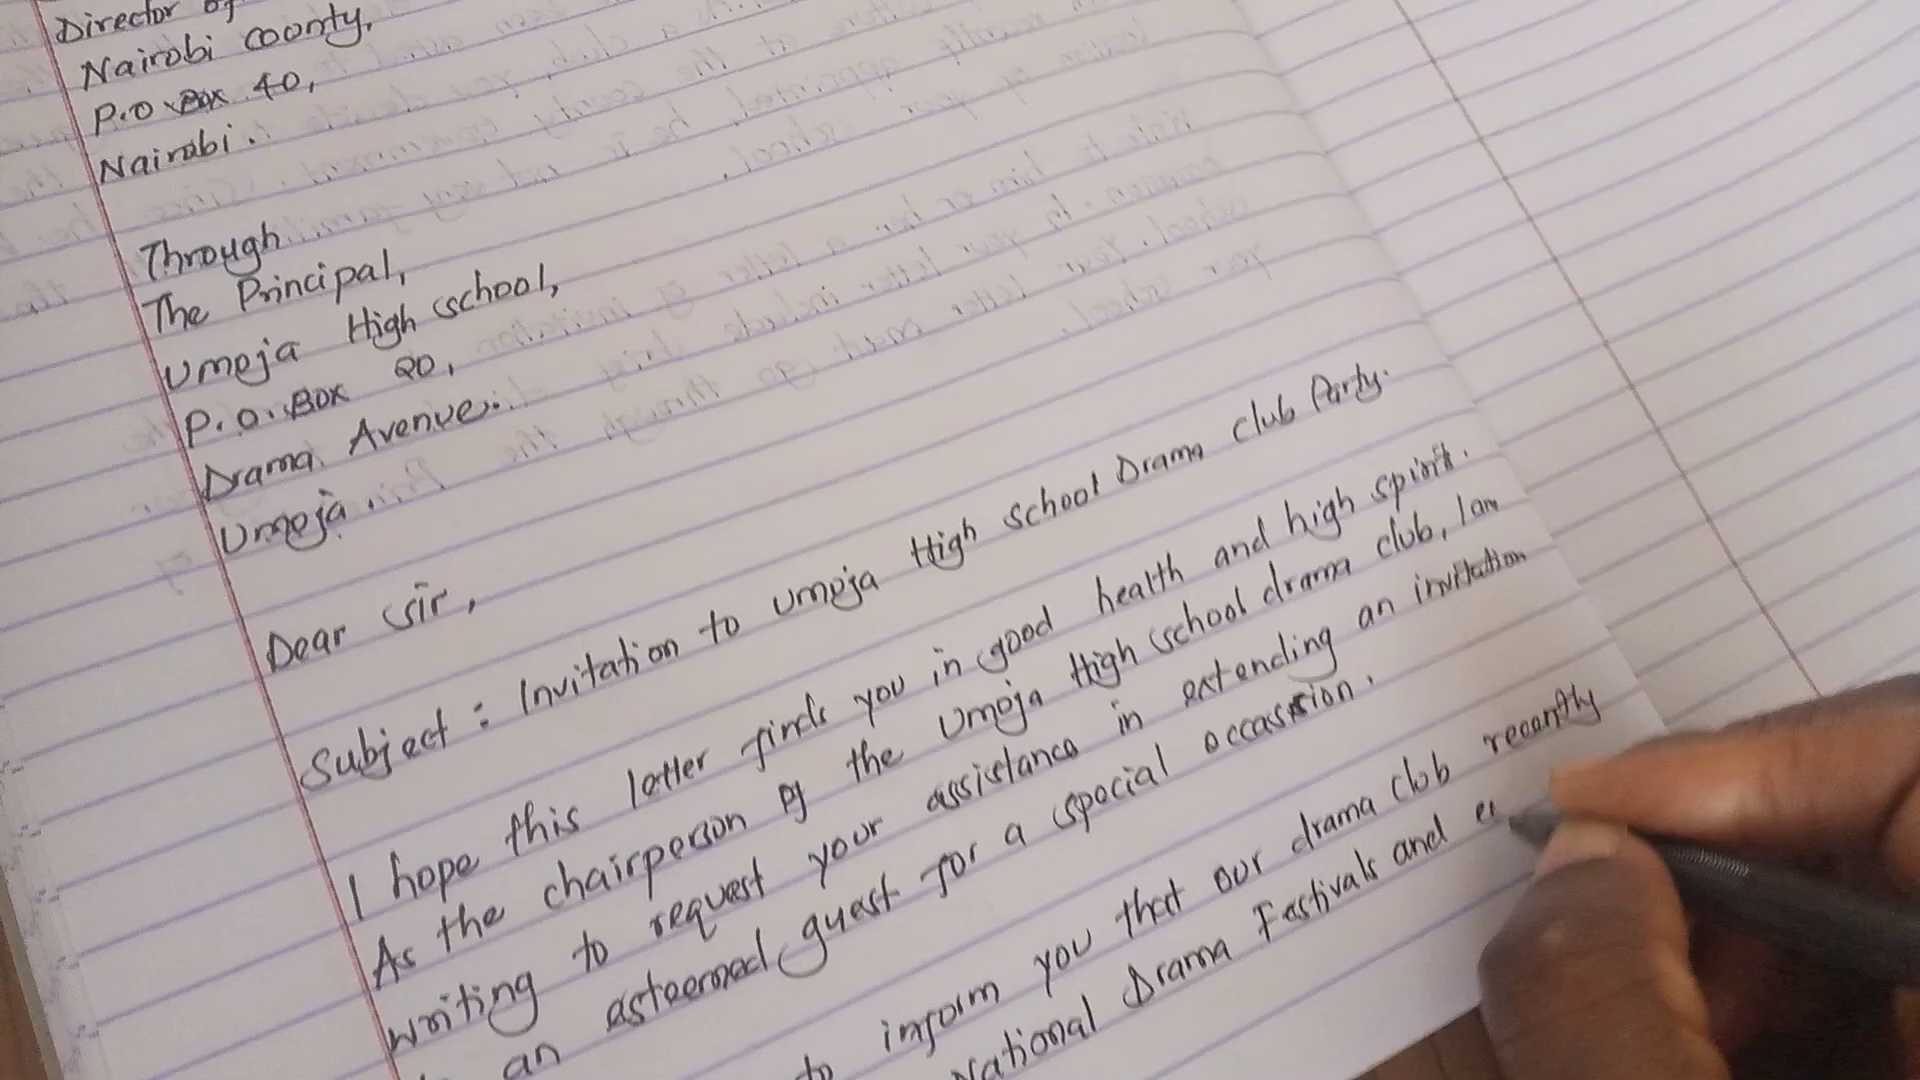 Director of
Nairobi county,
P.O Box 40,
Nairobi.
Through
The Principal,
Umoja High school,
P.O. Box 20,
Drama Avenue.
Umoja.
Dear Sir,
Subject : Invitation to Umoja High school Drama club Party.
I hope this letter finds you in good health and high spirit.
As the chairperson of the Umoja High school drama club, I am
writing to request your assistance in extending an invitation
an esteemed guest for a special occassion.
to inform you that our drama club recently
National Drama Festivals and